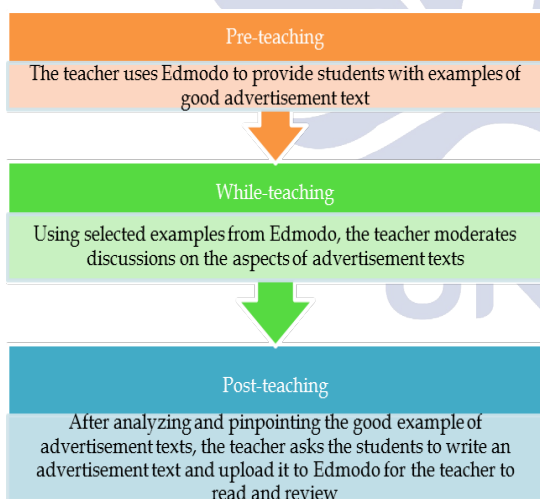 Pre-teaching
The teacher uses Edmodo to provide students with examples of
good advertisement text
While-teaching
Using selected examples from Edmodo, the teacher moderates
discussions on the aspects of advertisement texts
Post-teaching
After analyzing and pinpointing the good example of
advertisement texts, the teacher asks the students to write an
advertisement text and upload it to Edmodo for the teacher to
read and review